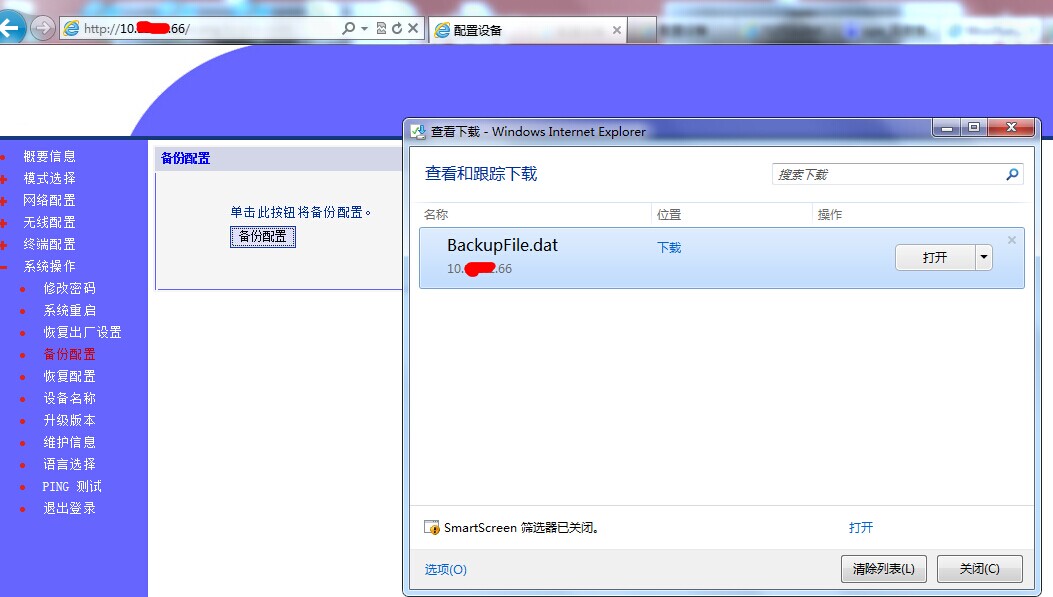 http://10.
.66/
配置设备
备份配置
单击此按钮将备份配置。
备份配置
概要信息
模式选择
网络配置
无线配置
终端配置
系统操作
修改密码
系统重启
恢复出厂设置
备份配置
恢复配置
设备名称
升级版本
维护信息
语言选择
PING 测试
退出登录
查看下载 - Windows Internet Explorer
查看和跟踪下载
搜索下载
名称 位置 操作
BackupFile.dat 下载 打开
10. .66
SmartScreen 筛选器已关闭。 打开
选项(O) 清除列表(L) 关闭(C)